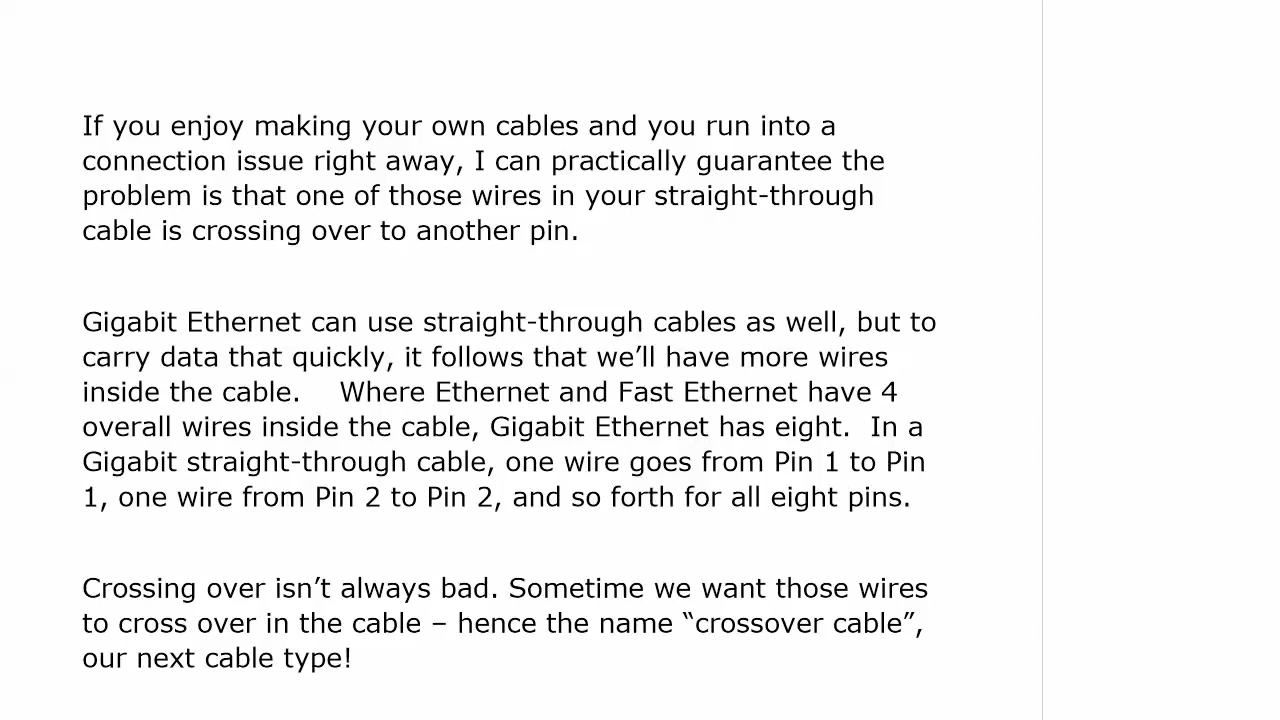 If you enjoy making your own cables and you run into a
connection issue right away, I can practically guarantee the
problem is that one of those wires in your straight-through
cable is crossing over to another pin.
Gigabit Ethernet can use straight-through cables as well, but to
carry data that quickly, it follows that we’ll have more wires
inside the cable.    Where Ethernet and Fast Ethernet have 4
overall wires inside the cable, Gigabit Ethernet has eight.  In a
Gigabit straight-through cable, one wire goes from Pin 1 to Pin
1, one wire from Pin 2 to Pin 2, and so forth for all eight pins.
Crossing over isn’t always bad. Sometime we want those wires
to cross over in the cable – hence the name “crossover cable”,
our next cable type!